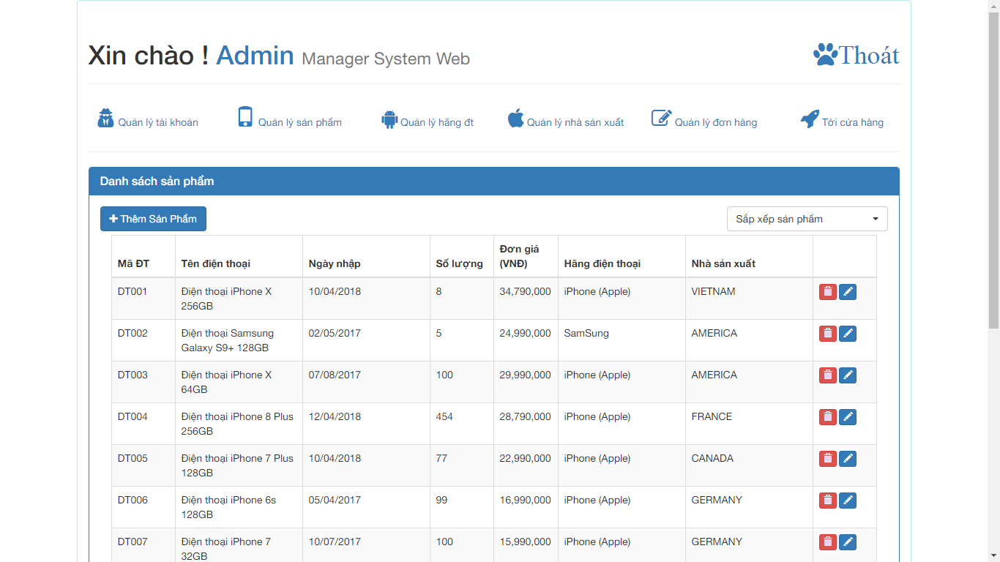 Xin chào ! Admin Manager System Web
Thoát
Quản lý tài khoản
Quản lý sản phẩm
Quản lý hãng đt
Quản lý nhà sản xuất
Quản lý đơn hàng
Tới cửa hàng
Danh sách sản phẩm
Thêm Sản Phẩm
Sắp xếp sản phẩm
Mã ĐT Tên điện thoại Ngày nhập Số lượng Đơn giá (VNĐ) Hãng điện thoại Nhà sản xuất
DT001 Điện thoại iPhone X 10/04/2018 8 34,790,000 iPhone (Apple) VIETNAM
256GB
DT002 Điện thoại Samsung 02/05/2017 5 24,990,000 SamSung AMERICA
Galaxy S9+ 128GB
DT003 Điện thoại iPhone X 07/08/2017 100 29,990,000 iPhone (Apple) AMERICA
64GB
DT004 Điện thoại iPhone 8 Plus 12/04/2018 454 28,790,000 iPhone (Apple) FRANCE
256GB
DT005 Điện thoại iPhone 7 Plus 10/04/2018 77 22,990,000 iPhone (Apple) CANADA
128GB
DT006 Điện thoại iPhone 6s 05/04/2017 99 16,990,000 iPhone (Apple) GERMANY
128GB
DT007 Điện thoại iPhone 7 10/07/2017 100 15,990,000 iPhone (Apple) GERMANY
32GB